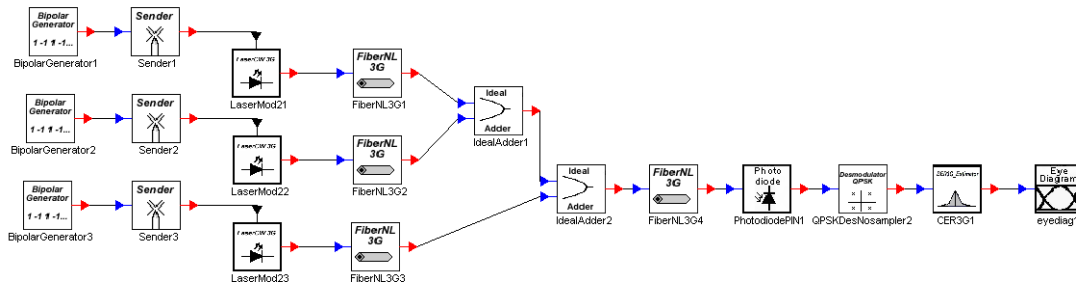 Bipolar
Generator
1 -1 1 -1...
BipolarGenerator1
Sender
Sender1
LaserCW 3G
LaserMod21
FiberNL
3G
FiberNL3G1
Bipolar
Generator
1 -1 1 -1...
BipolarGenerator2
Sender
Sender2
LaserCW 3G
LaserMod22
FiberNL
3G
FiberNL3G2
Ideal
Adder
IdealAdder1
Bipolar
Generator
1 -1 1 -1...
BipolarGenerator3
Sender
Sender3
LaserCW 3G
LaserMod23
FiberNL
3G
FiberNL3G3
Ideal
Adder
IdealAdder2
FiberNL
3G
FiberNL3G4
Photo
diode
PhotodiodePIN1
Desmodulator
QPSK
QPSKDesNosampler2
CER3G1
Eye
Diagram
eyediag1